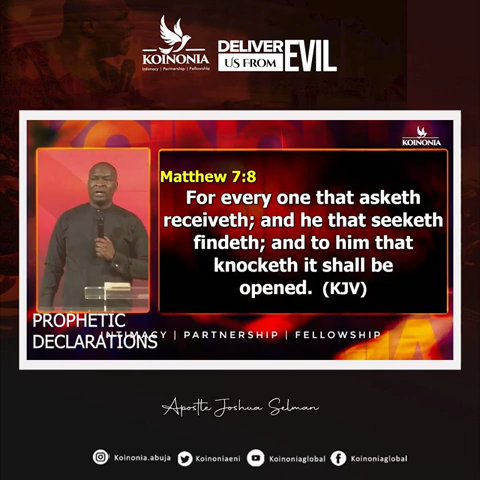 KOINONIA
Intimacy | Partnership | Fellowship
DELIVER
US FROM
EVIL
KOINONIA
Matthew 7:8
For every one that asketh
receiveth; and he that seeketh
findeth; and to him that
knocketh it shall be
opened. (KJV)
PROPHETIC
DECLARATIONS
INTIMACY | PARTNERSHIP | FELLOWSHIP
Apostle Joshua Selman
Koinonia.abuja
Koinoniaeni
Koinoniaglobal
Koinoniaglobal